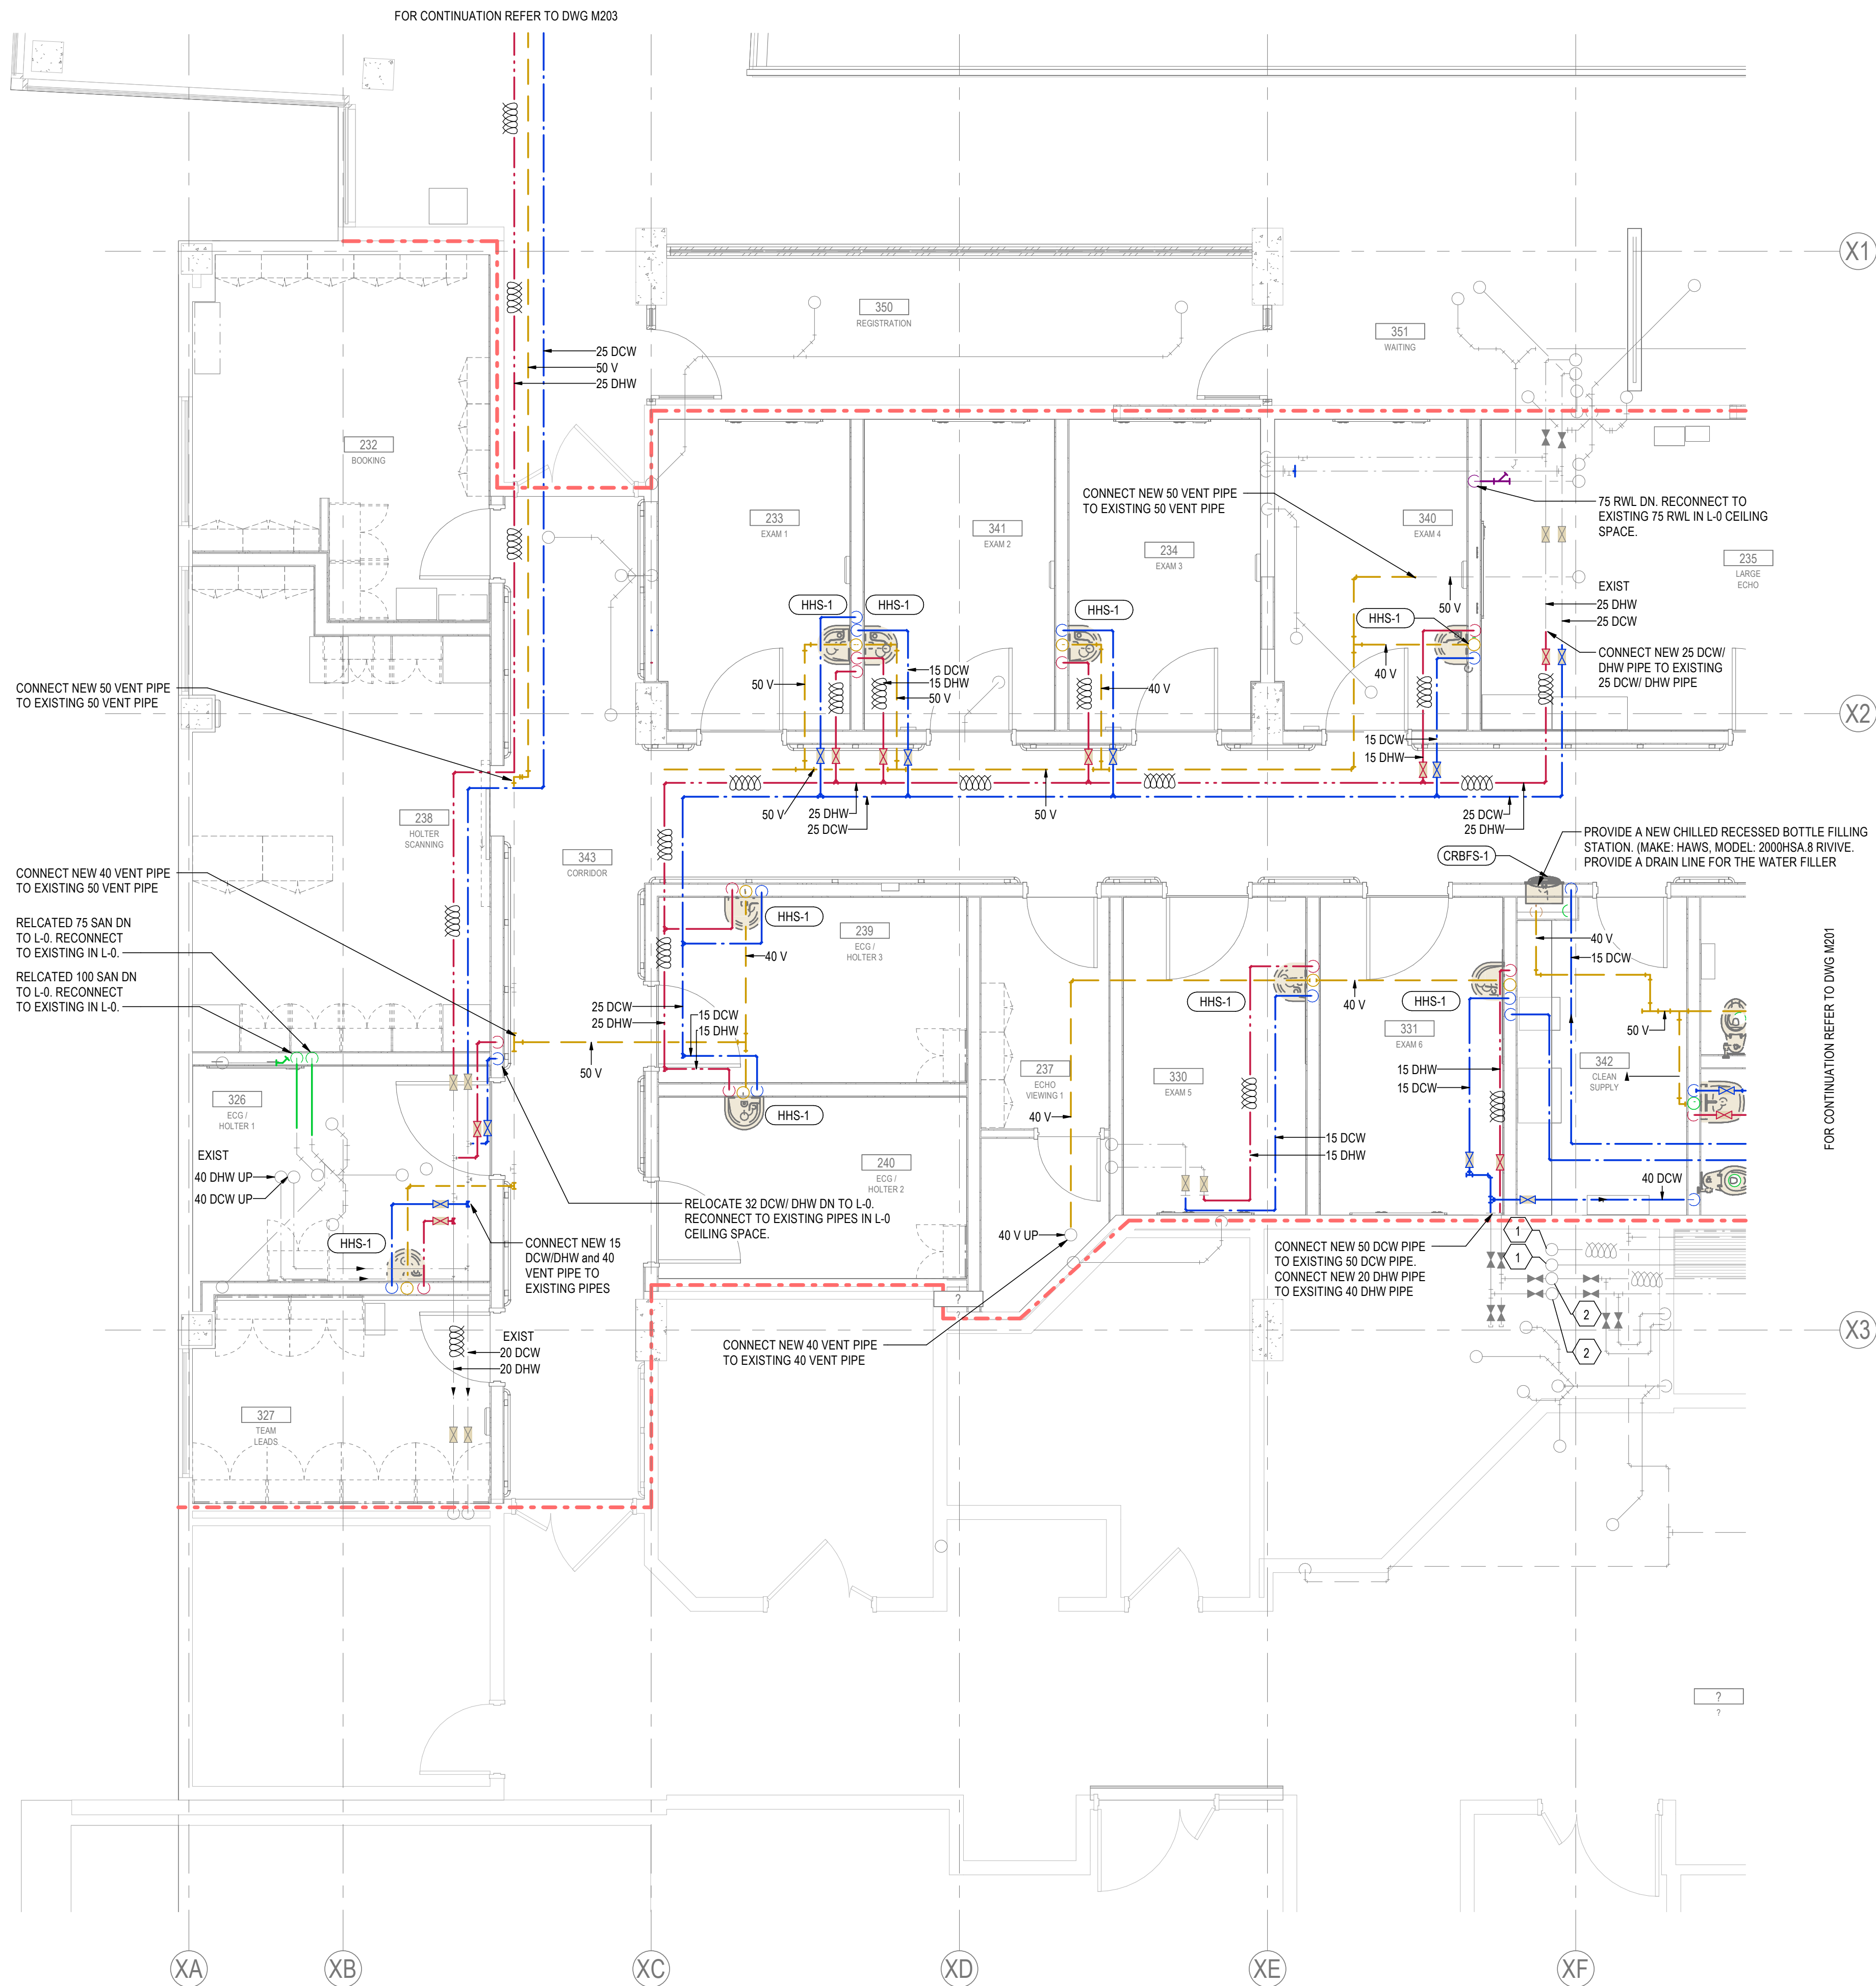 FOR CONTINUATION REFER TO DWG M203
X1
350
REGISTRATION
351
WAITING
25 DCW
50 V
25 DHW
232
BOOKING
CONNECT NEW 50 VENT PIPE
TO EXISTING 50 VENT PIPE
75 RWL DN. RECONNECT TO
EXISTING 75 RWL IN L-0 CEILING
SPACE.
233
EXAM 1
341
EXAM 2
234
EXAM 3
340
EXAM 4
235
LARGE
ECHO
EXIST
25 DHW
25 DCW
50 V
HHS-1
HHS-1
HHS-1
HHS-1
CONNECT NEW 25 DCW/
DHW PIPE TO EXISTING
25 DCW/ DHW PIPE
15 DCW
15 DHW
50 V
50 V
40 V
40 V
CONNECT NEW 50 VENT PIPE
TO EXISTING 50 VENT PIPE
X2
15 DCW
15 DHW
50 V
25 DHW
25 DCW
50 V
25 DCW
25 DHW
238
HOLTER
SCANNING
343
CORRIDOR
PROVIDE A NEW CHILLED RECESSED BOTTLE FILLING
STATION. (MAKE: HAWS, MODEL: 2000HSA.8 RIVIVE.
PROVIDE A DRAIN LINE FOR THE WATER FILLER
CRBFS-1
CONNECT NEW 40 VENT PIPE
TO EXISTING 50 VENT PIPE
HHS-1
239
ECG /
HOLTER 3
40 V
RELCATED 75 SAN DN
TO L-0. RECONNECT
TO EXISTING IN L-0.
RELCATED 100 SAN DN
TO L-0. RECONNECT
TO EXISTING IN L-0.
40 V
15 DCW
FOR CONTINUATION REFER TO DWG M201
25 DCW
25 DHW
15 DCW
15 DHW
HHS-1
HHS-1
40 V
50 V
331
EXAM 6
50 V
237
ECHO
VIEWING 1
330
EXAM 5
342
CLEAN
SUPPLY
15 DHW
15 DCW
326
ECG /
HOLTER 1
HHS-1
40 V
15 DCW
15 DHW
EXIST
40 DHW UP
40 DCW UP
240
ECG /
HOLTER 2
40 DCW
RELOCATE 32 DCW/ DHW DN TO L-0.
RECONNECT TO EXISTING PIPES IN L-0
CEILING SPACE.
40 V UP
HHS-1
CONNECT NEW 15
DCW/DHW and 40
VENT PIPE TO
EXISTING PIPES
CONNECT NEW 50 DCW PIPE
TO EXISTING 50 DCW PIPE.
CONNECT NEW 20 DHW PIPE
TO EXSITING 40 DHW PIPE
1
1
2
2
?
?
X3
EXIST
20 DCW
20 DHW
CONNECT NEW 40 VENT PIPE
TO EXISTING 40 VENT PIPE
327
TEAM
LEADS
?
?
XA
XB
XC
XD
XE
XF